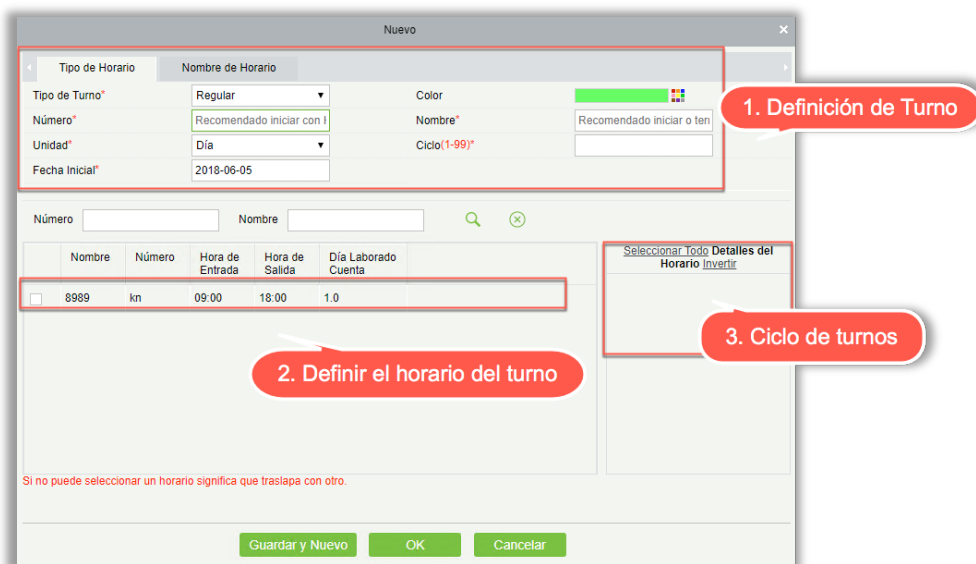 Nuevo
Tipo de Horario Nombre de Horario
Tipo de Turno* Regular Color
Número* Recomendado iniciar con Nombre* Recomendado iniciar o ten
Unidad* Día Ciclo(1-99)*
Fecha Inicial* 2018-06-05
1. Definición de Turno
Número Nombre
Nombre Número Hora de Entrada Hora de Salida Día Laborado Cuenta
8989 kn 09:00 18:00 1.0
Seleccionar Todo Detalles del
Horario Invertir
2. Definir el horario del turno
3. Ciclo de turnos
Si no puede seleccionar un horario significa que traslapa con otro.
Guardar y Nuevo OK Cancelar